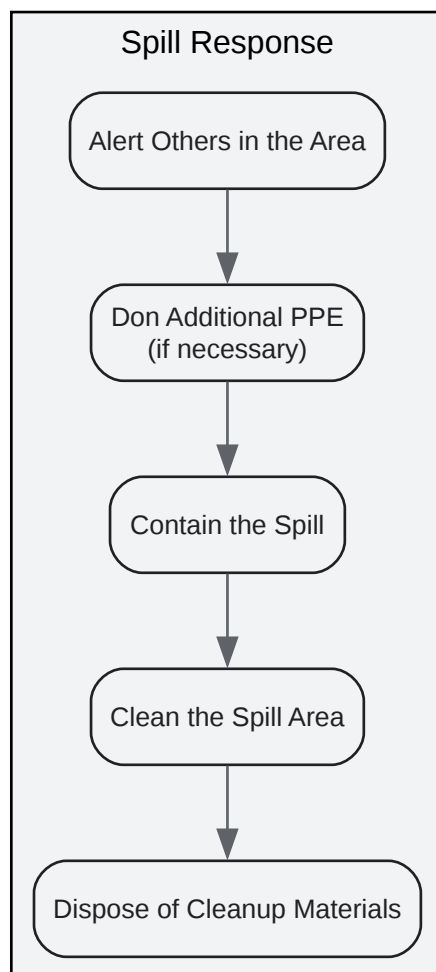 Spill Response
Alert Others in the Area
Don Additional PPE
(if necessary)
Contain the Spill
Clean the Spill Area
Dispose of Cleanup Materials